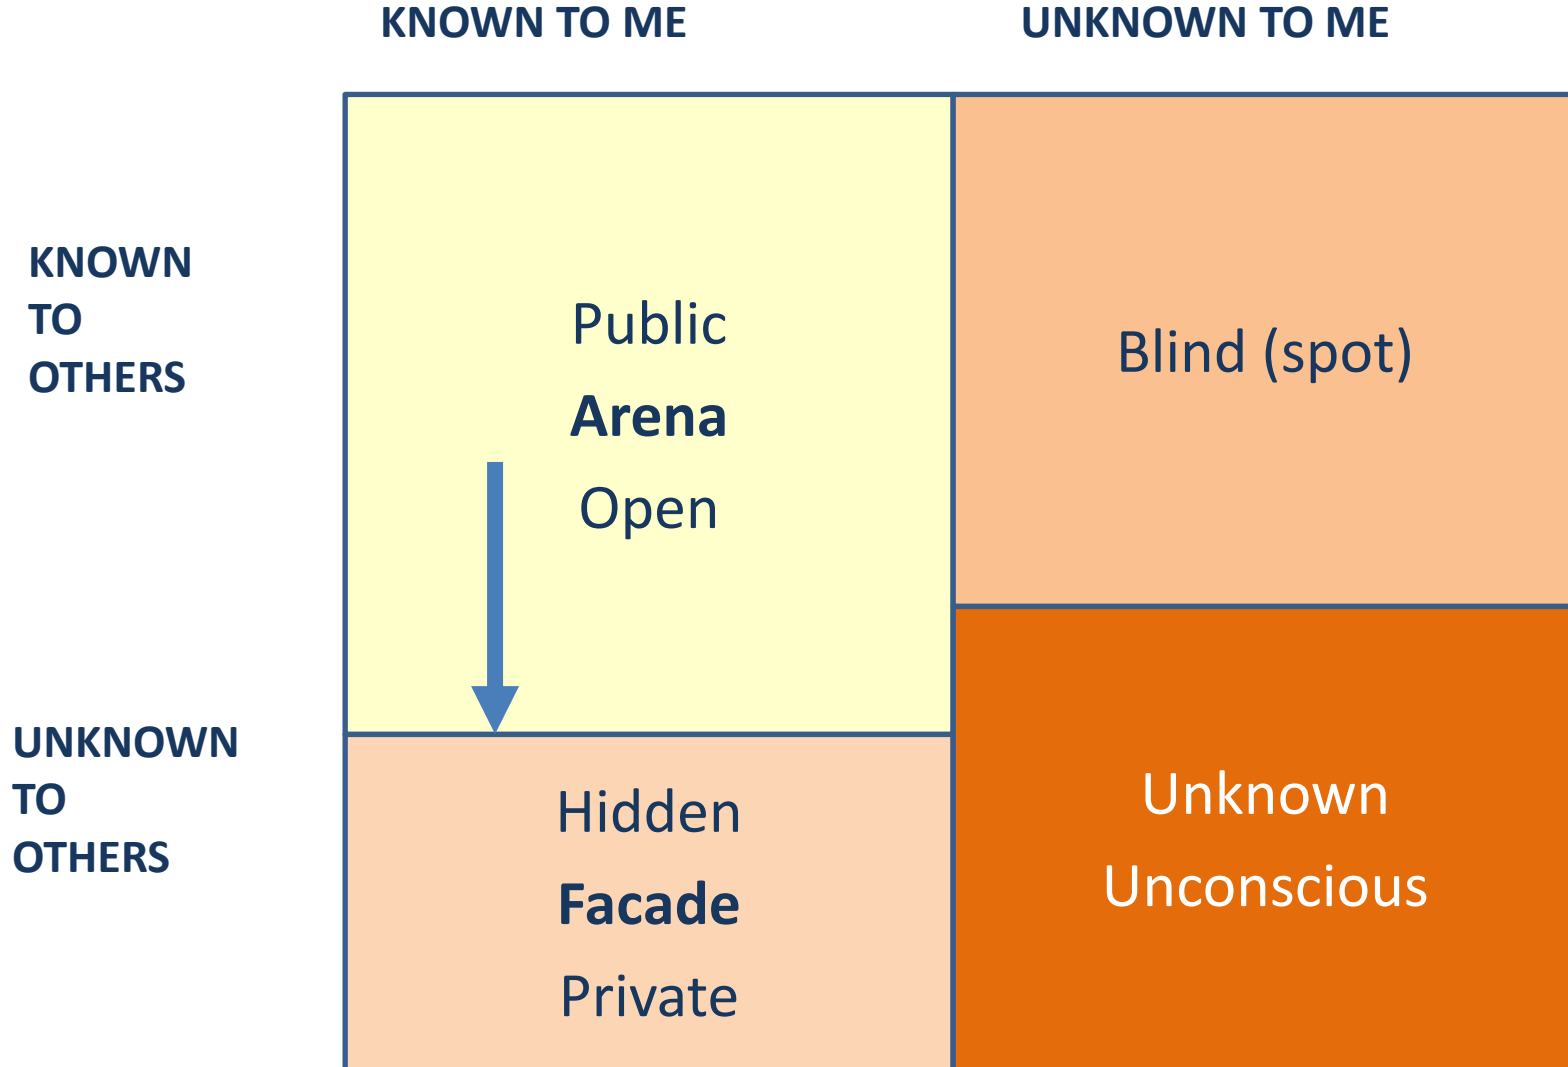 KNOWN TO ME
UNKNOWN TO ME
KNOWN
TO
OTHERS
Public
Arena
Open
Blind (spot)
UNKNOWN
TO
OTHERS
Hidden
Facade
Private
Unknown
Unconscious